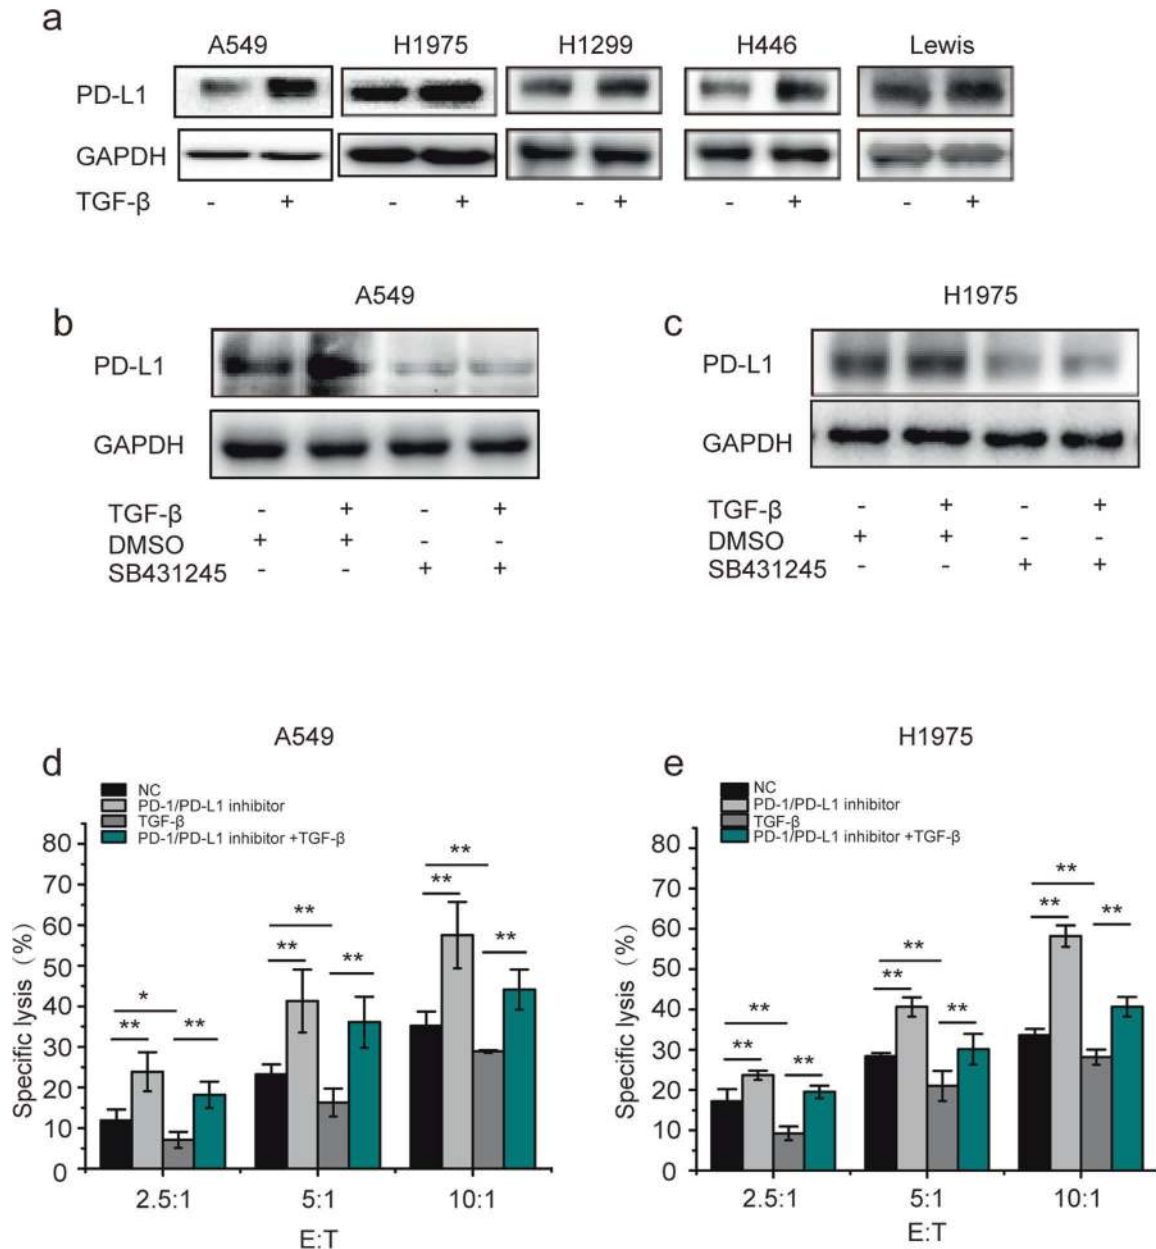 a
A549 H1975 H1299 H446 Lewis
PD-L1
GAPDH
TGF-β - + - + - + - + - +
b
A549
PD-L1
GAPDH
TGF-β - + - +
DMSO + + - -
SB431245 - - + +
c
H1975
PD-L1
GAPDH
TGF-β - + - +
DMSO + + - -
SB431245 - - + +
d
A549
NC
PD-1/PD-L1 inhibitor
TGF-β
PD-1/PD-L1 inhibitor +TGF-β
Specific lysis (%)
80
70
60
50
40
30
20
10
0
* ** **
** ** **
** ** **
2.5:1 5:1 10:1
E:T
e
H1975
NC
PD-1/PD-L1 inhibitor
TGF-β
PD-1/PD-L1 inhibitor +TGF-β
Specific lysis (%)
80
70
60
50
40
30
20
10
0
** ** **
** ** **
** ** **
2.5:1 5:1 10:1
E:T